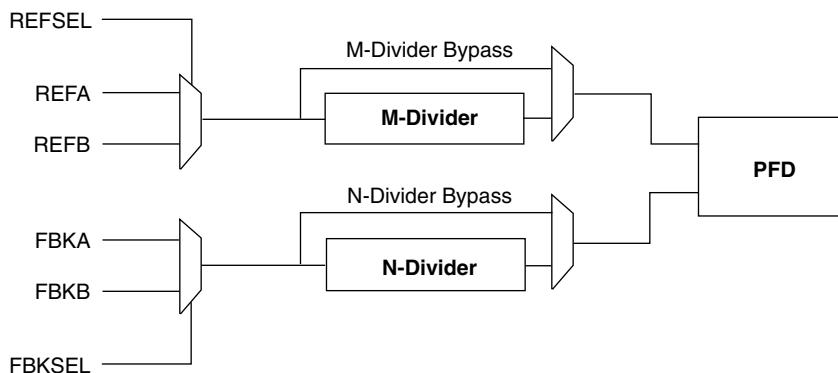 REFSEL
M-Divider Bypass
REFA
M-Divider
REFB
PFD
N-Divider Bypass
FBKA
N-Divider
FBKB
FBKSEL